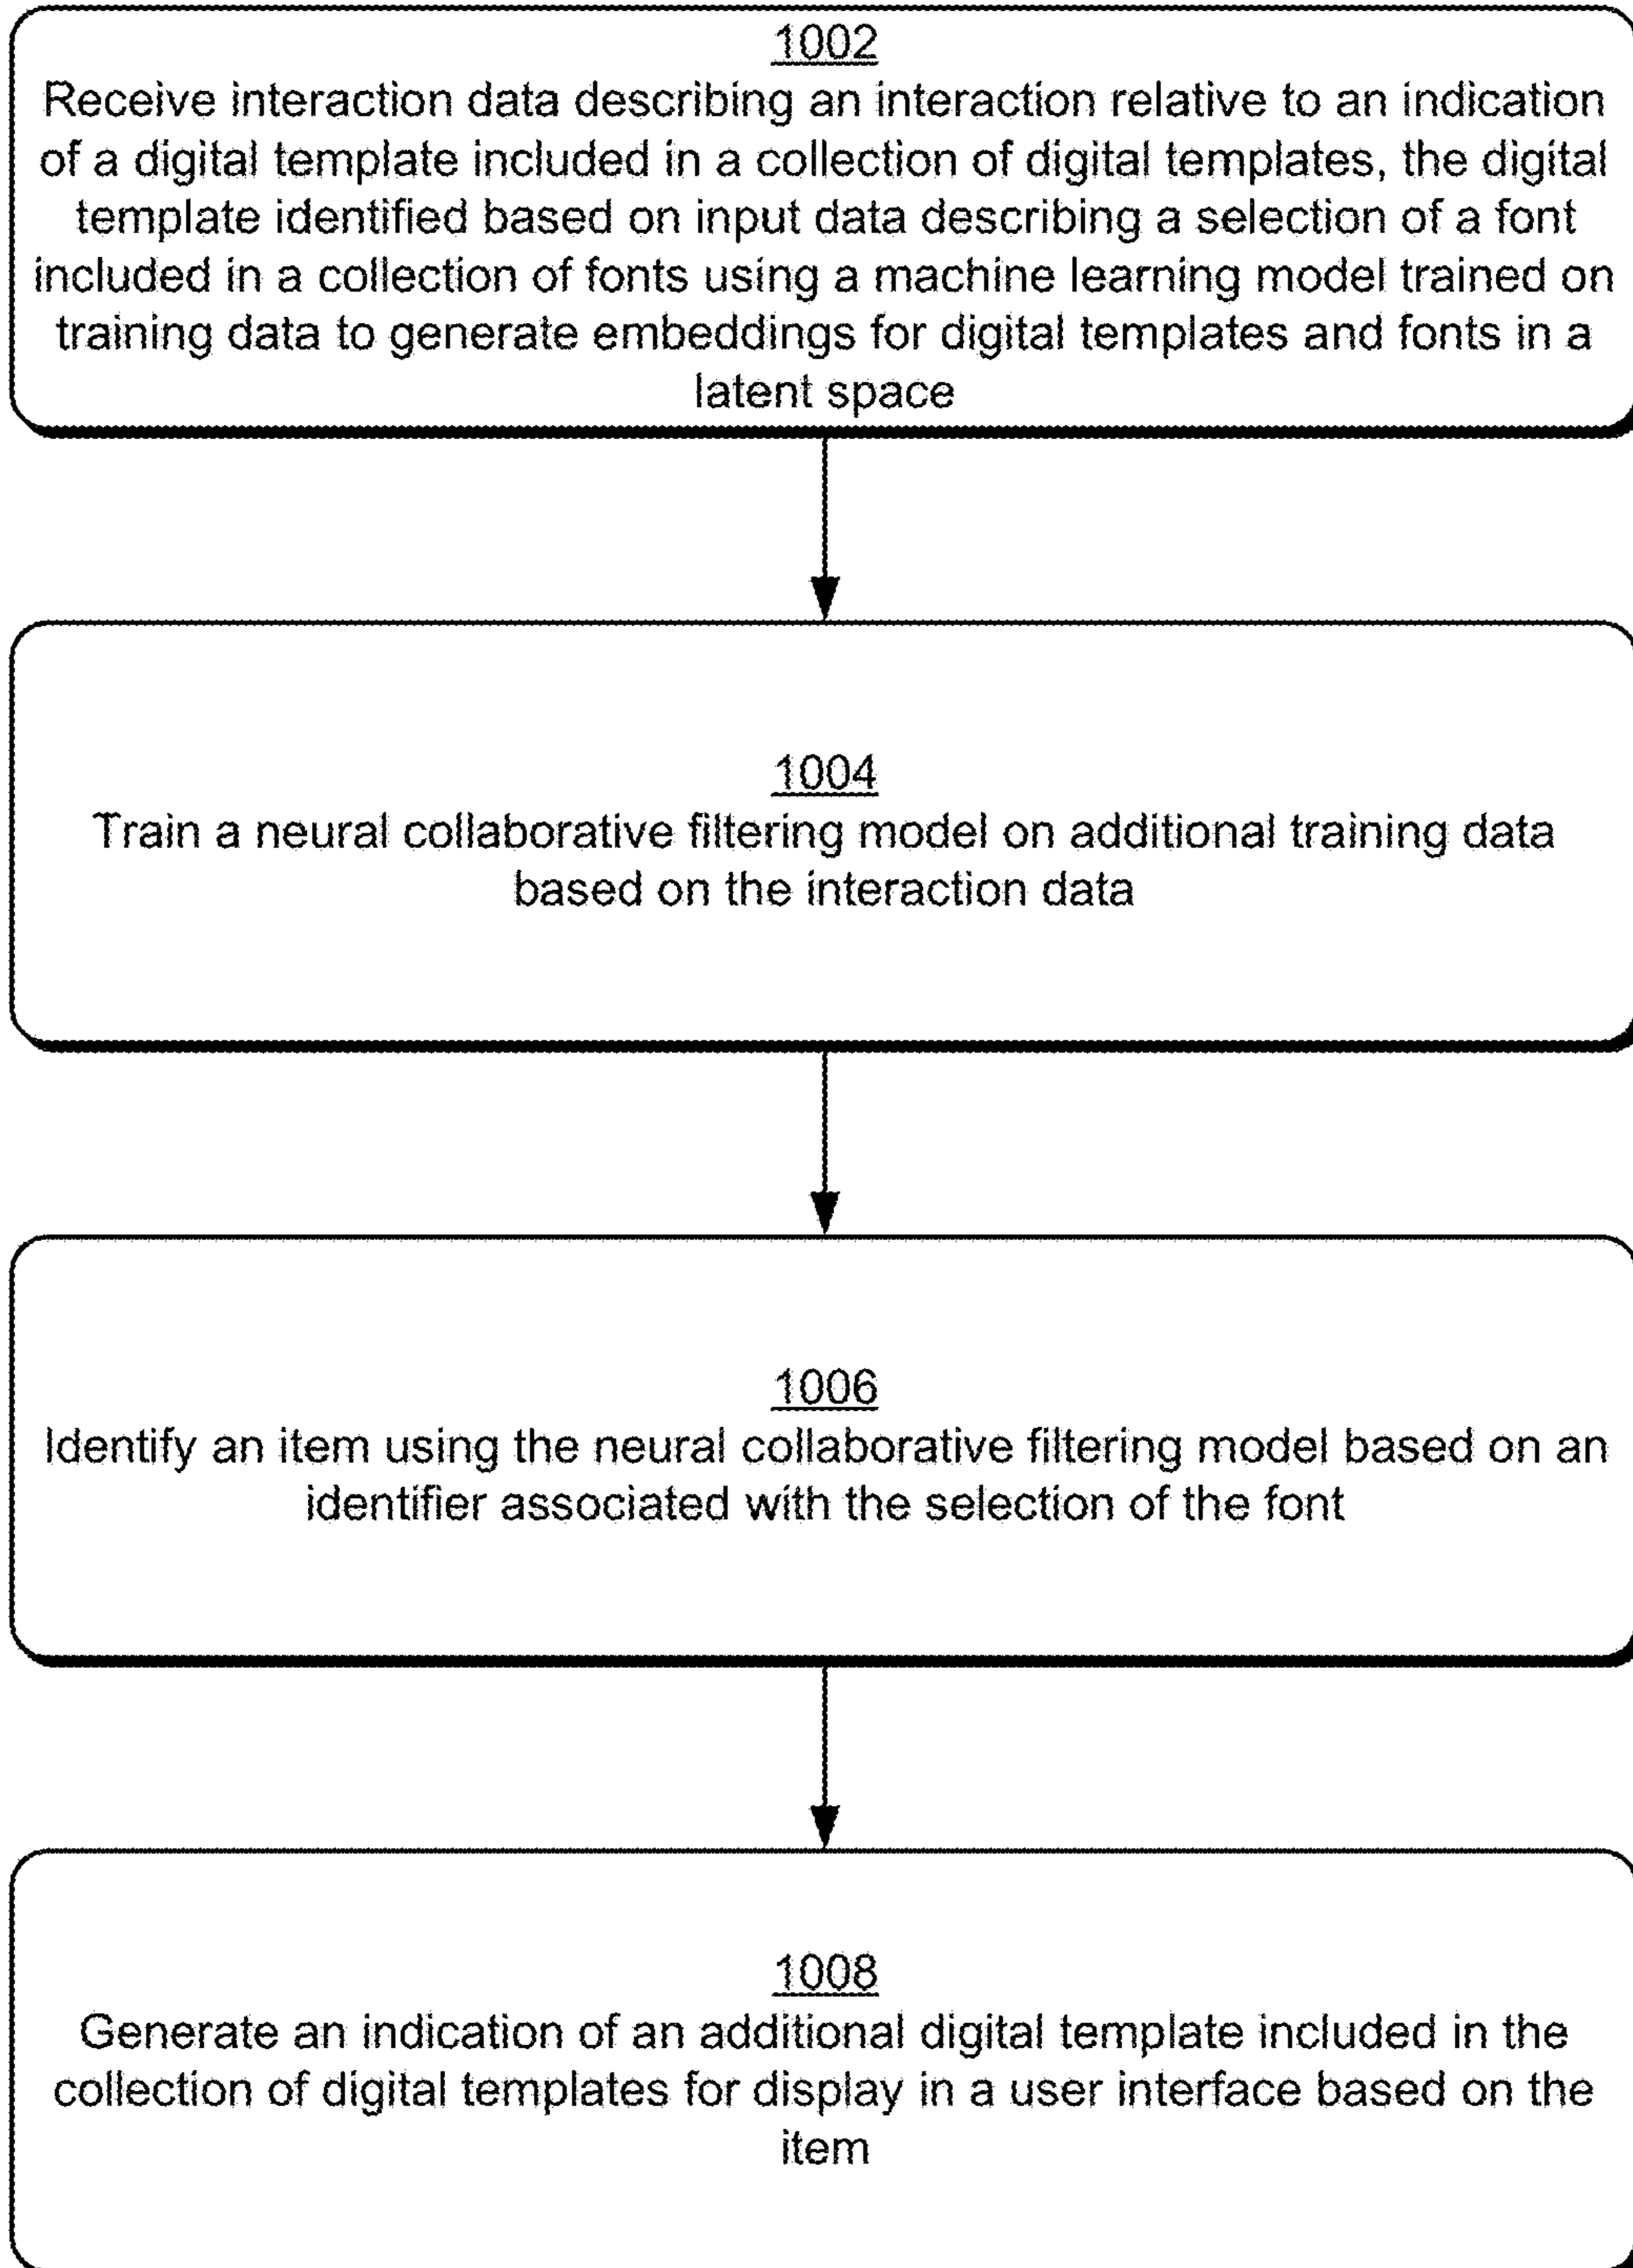 1002
Receive interaction data describing an interaction relative to an indication
of a digital template included in a collection of digital templates, the digital
template identified based on input data describing a selection of a font
included in a collection of fonts using a machine learning model trained on
training data to generate embeddings for digital templates and fonts in a
latent space
1004
Train a neural collaborative filtering model on additional training data
based on the interaction data
1006
Identify an item using the neural collaborative filtering model based on an
identifier associated with the selection of the font
1008
Generate an indication of an additional digital template included in the
collection of digital templates for display in a user interface based on the
item